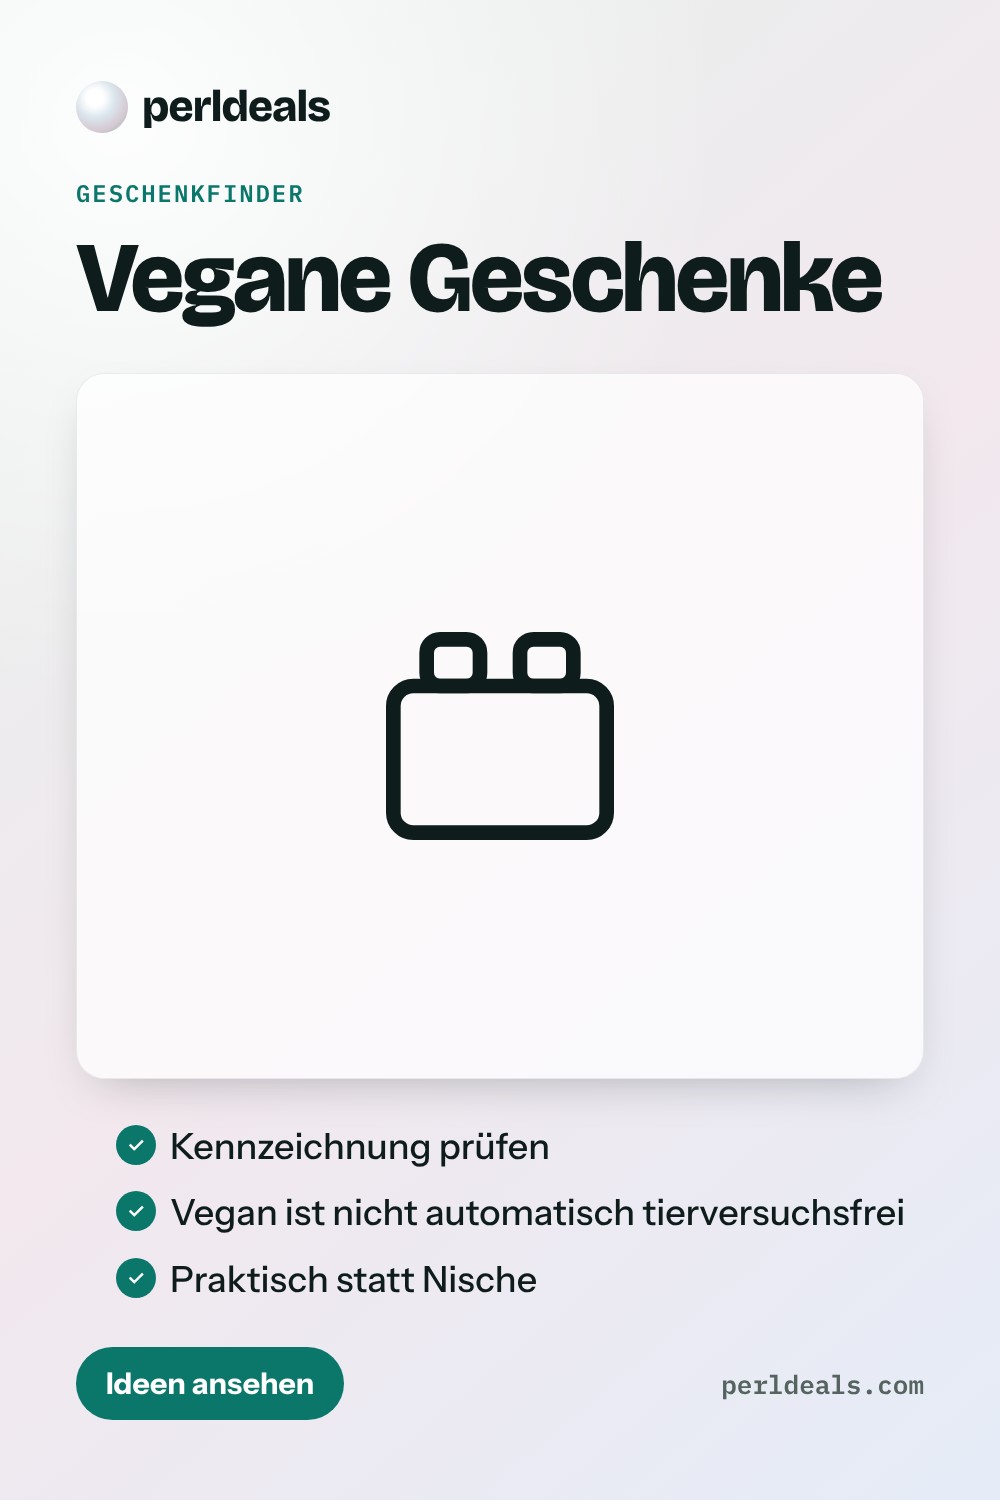 perldeals
GESCHENKFINDER
Vegane Geschenke
Kennzeichnung prüfen
Vegan ist nicht automatisch tierversuchsfrei
Praktisch statt Nische
Ideen ansehen
perldeals.com